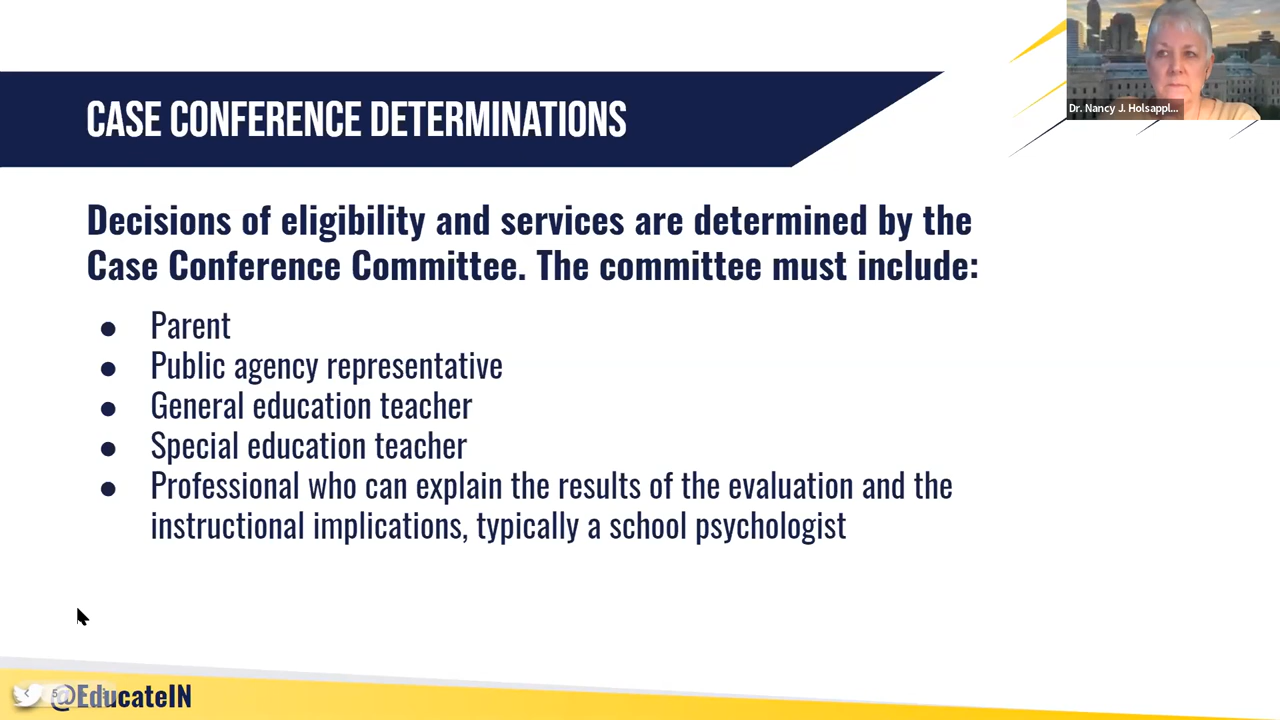 CASE CONFERENCE DETERMINATIONS
Dr. Nancy J. Holsappl...
Decisions of eligibility and services are determined by the
Case Conference Committee. The committee must include:
● Parent
● Public agency representative
● General education teacher
● Special education teacher
● Professional who can explain the results of the evaluation and the
instructional implications, typically a school psychologist
5
@EducateIN